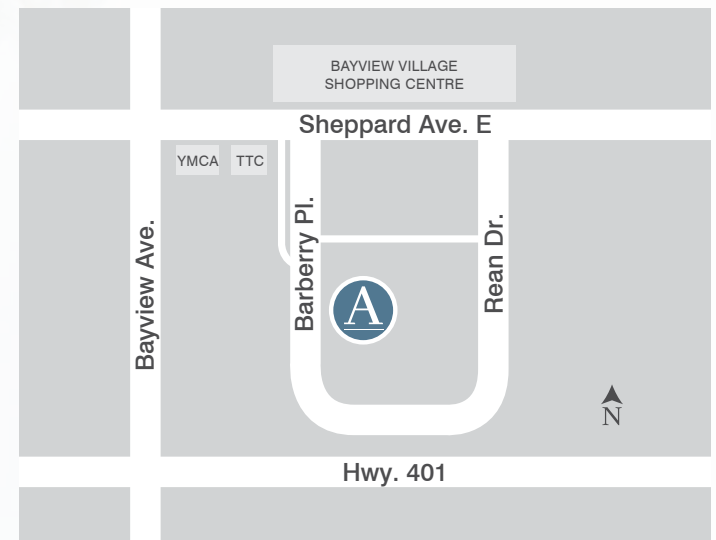 BAYVIEW VILLAGE
SHOPPING CENTRE
Sheppard Ave. E
YMCA
TTC
Bayview Ave.
Barberry Pl.
Rean Dr.
A
N
Hwy. 401